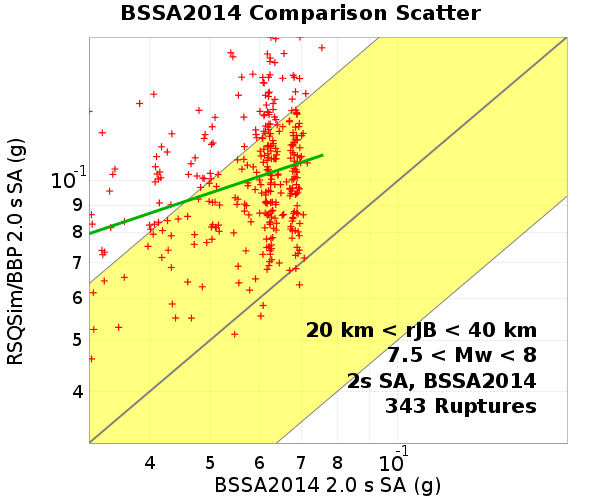 BSSA2014 Comparison Scatter
RSQSim/BBP 2.0 s SA (g)
10⁻¹
9
8
7
6
5
4
20 km < rJB < 40 km
7.5 < Mw < 8
2s SA, BSSA2014
343 Ruptures
4 5 6 7 8 10⁻¹
BSSA2014 2.0 s SA (g)